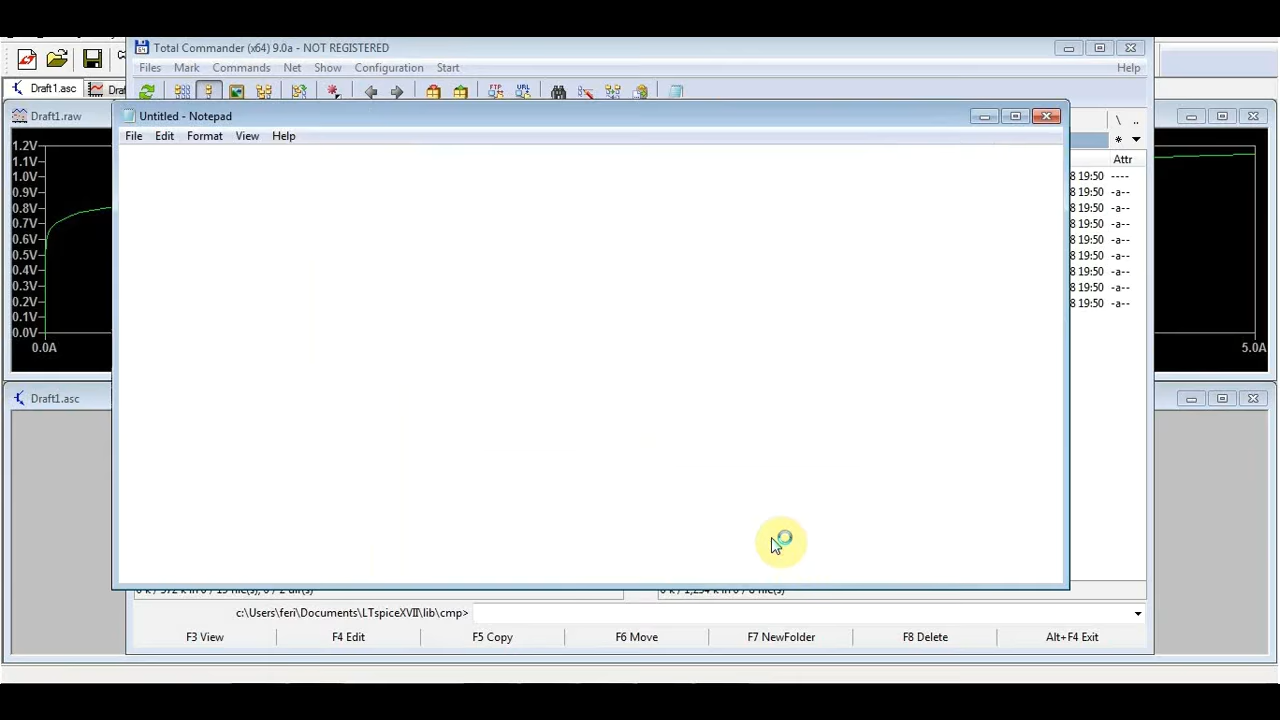 Total Commander (x64) 9.0a - NOT REGISTERED
Files Mark Commands Net Show Configuration Start Help
FTP URL
Draft1.asc Draf
\ ..
* 
Untitled - Notepad
File Edit Format View Help
Draft1.raw
Attr
1.2V
1.1V
1.0V
0.9V
0.8V
0.7V
0.6V
0.5V
0.4V
0.3V
0.2V
0.1V
0.0V
0.0A
5.0A
8 19:50 ----
8 19:50 -a--
8 19:50 -a--
8 19:50 -a--
8 19:50 -a--
8 19:50 -a--
8 19:50 -a--
8 19:50 -a--
8 19:50 -a--
Draft1.asc
c:\Users\feri\Documents\LTspiceXVII\lib\cmp>
F3 View F4 Edit F5 Copy F6 Move F7 NewFolder F8 Delete Alt+F4 Exit